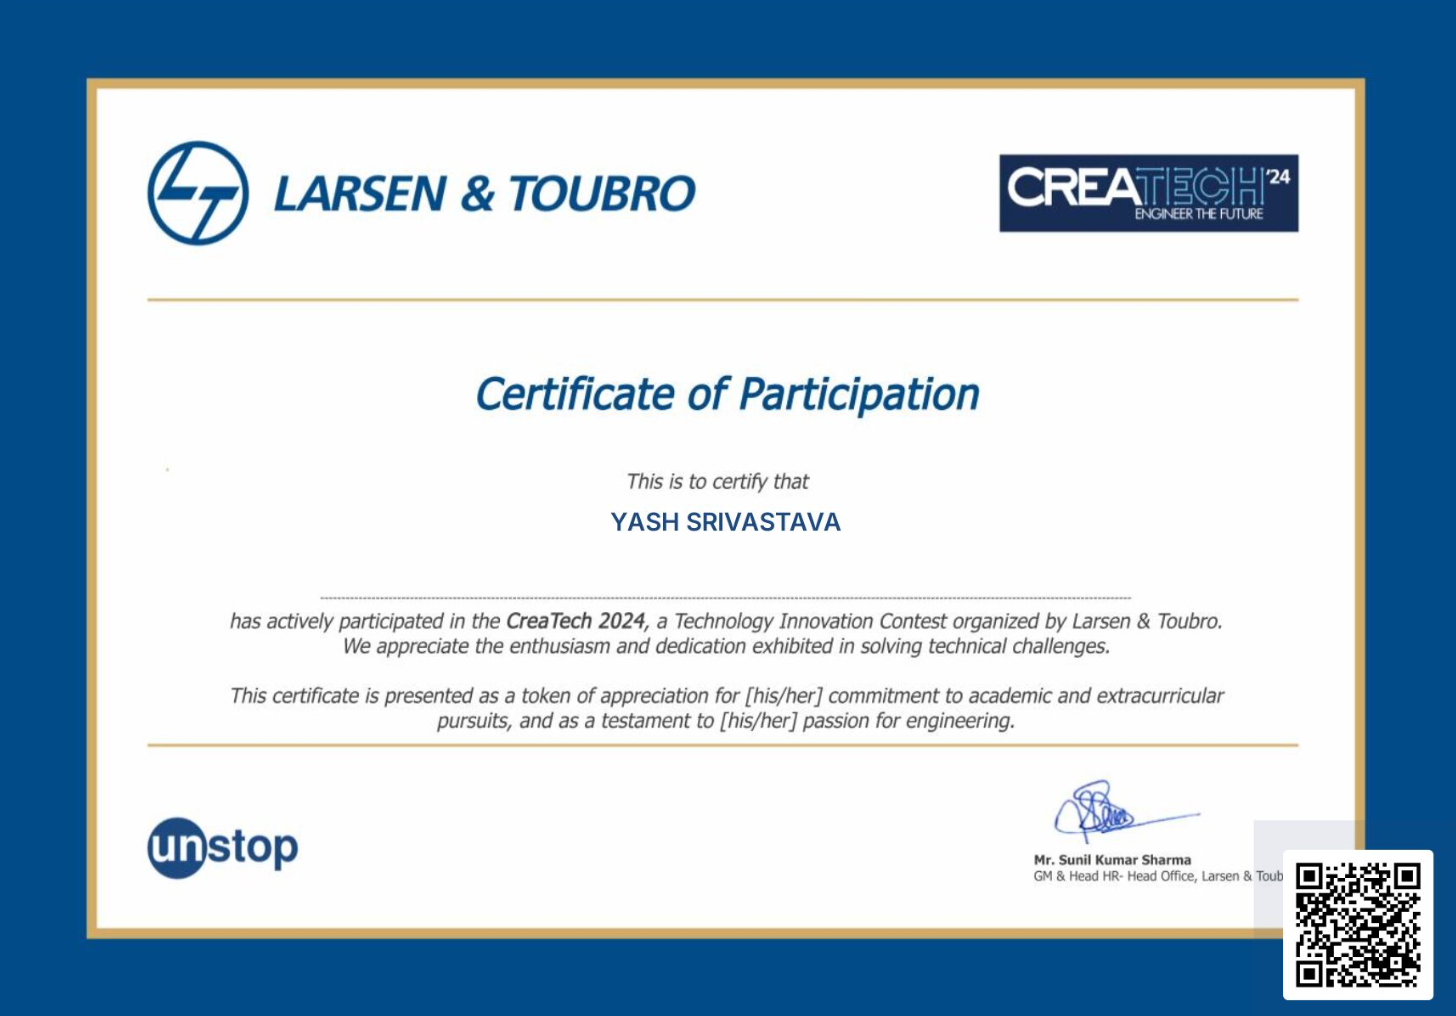 LT
LARSEN & TOUBRO
CREATECH'24
ENGINEER THE FUTURE
Certificate of Participation
This is to certify that
YASH SRIVASTAVA
has actively participated in the CreaTech 2024, a Technology Innovation Contest organized by Larsen & Toubro.
We appreciate the enthusiasm and dedication exhibited in solving technical challenges.
This certificate is presented as a token of appreciation for [his/her] commitment to academic and extracurricular
pursuits, and as a testament to [his/her] passion for engineering.
unstop
Mr. Sunil Kumar Sharma
GM & Head HR- Head Office, Larsen & Toub